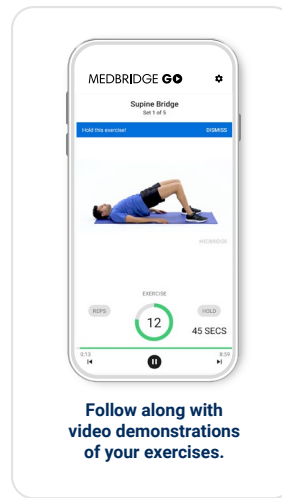 MEDBRIDGE GO
Supine Bridge
Set 1 of 5
Hold this exercise! DISMISS
MEDBRIDGE
EXERCISE
REPS 12 HOLD
45 SECS
0:13 8:59
Follow along with
video demonstrations
of your exercises.